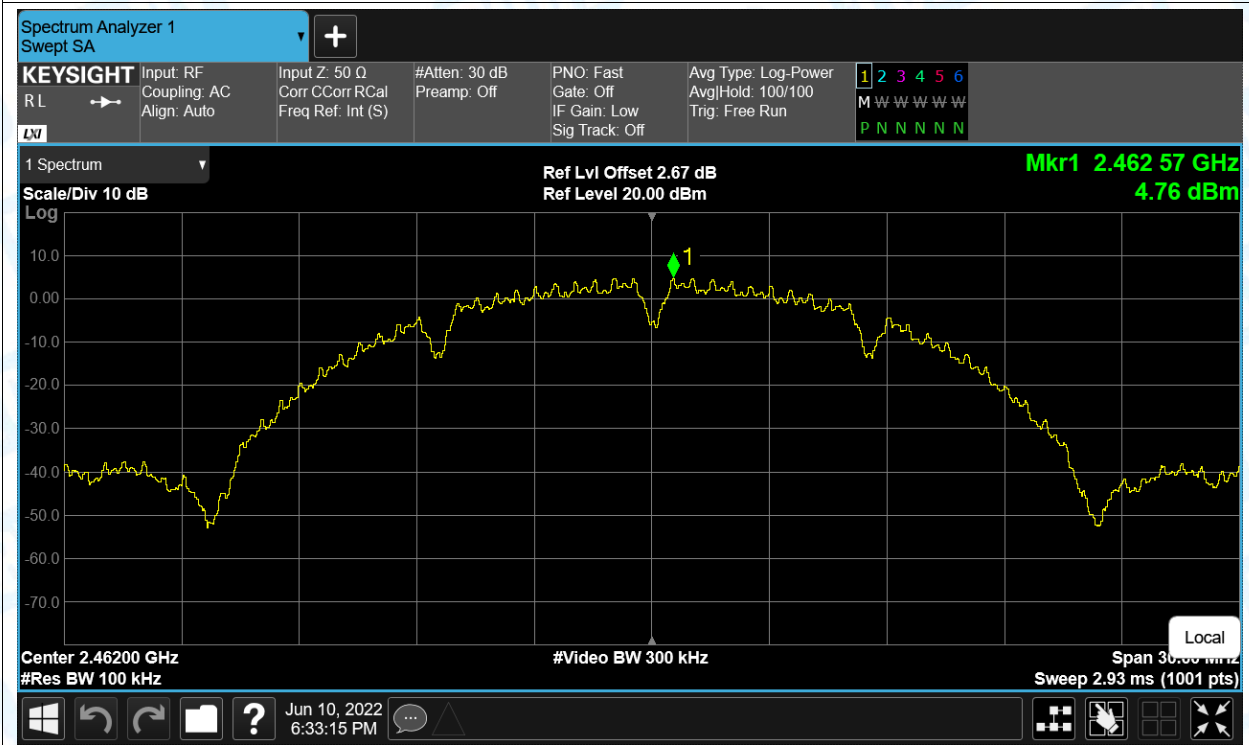 Spectrum Analyzer 1
Swept SA
KEYSIGHT
R L
LXI
Input: RF
Coupling: AC
Align: Auto
Input Z: 50 Ω
Corr CCorr RCal
Freq Ref: Int (S)
#Atten: 30 dB
Preamp: Off
PNO: Fast
Gate: Off
IF Gain: Low
Sig Track: Off
Avg Type: Log-Power
Avg|Hold: 100/100
Trig: Free Run
1 2 3 4 5 6
M W W W W W
P N N N N N
1 Spectrum
Scale/Div 10 dB
Log
Ref Lvl Offset 2.67 dB
Ref Level 20.00 dBm
Mkr1 2.462 57 GHz
4.76 dBm
1
10.0
0.00
-10.0
-20.0
-30.0
-40.0
-50.0
-60.0
-70.0
Local
Center 2.46200 GHz
#Res BW 100 kHz
#Video BW 300 kHz
Span 30.00 MHz
Sweep 2.93 ms (1001 pts)
?
Jun 10, 2022
6:33:15 PM